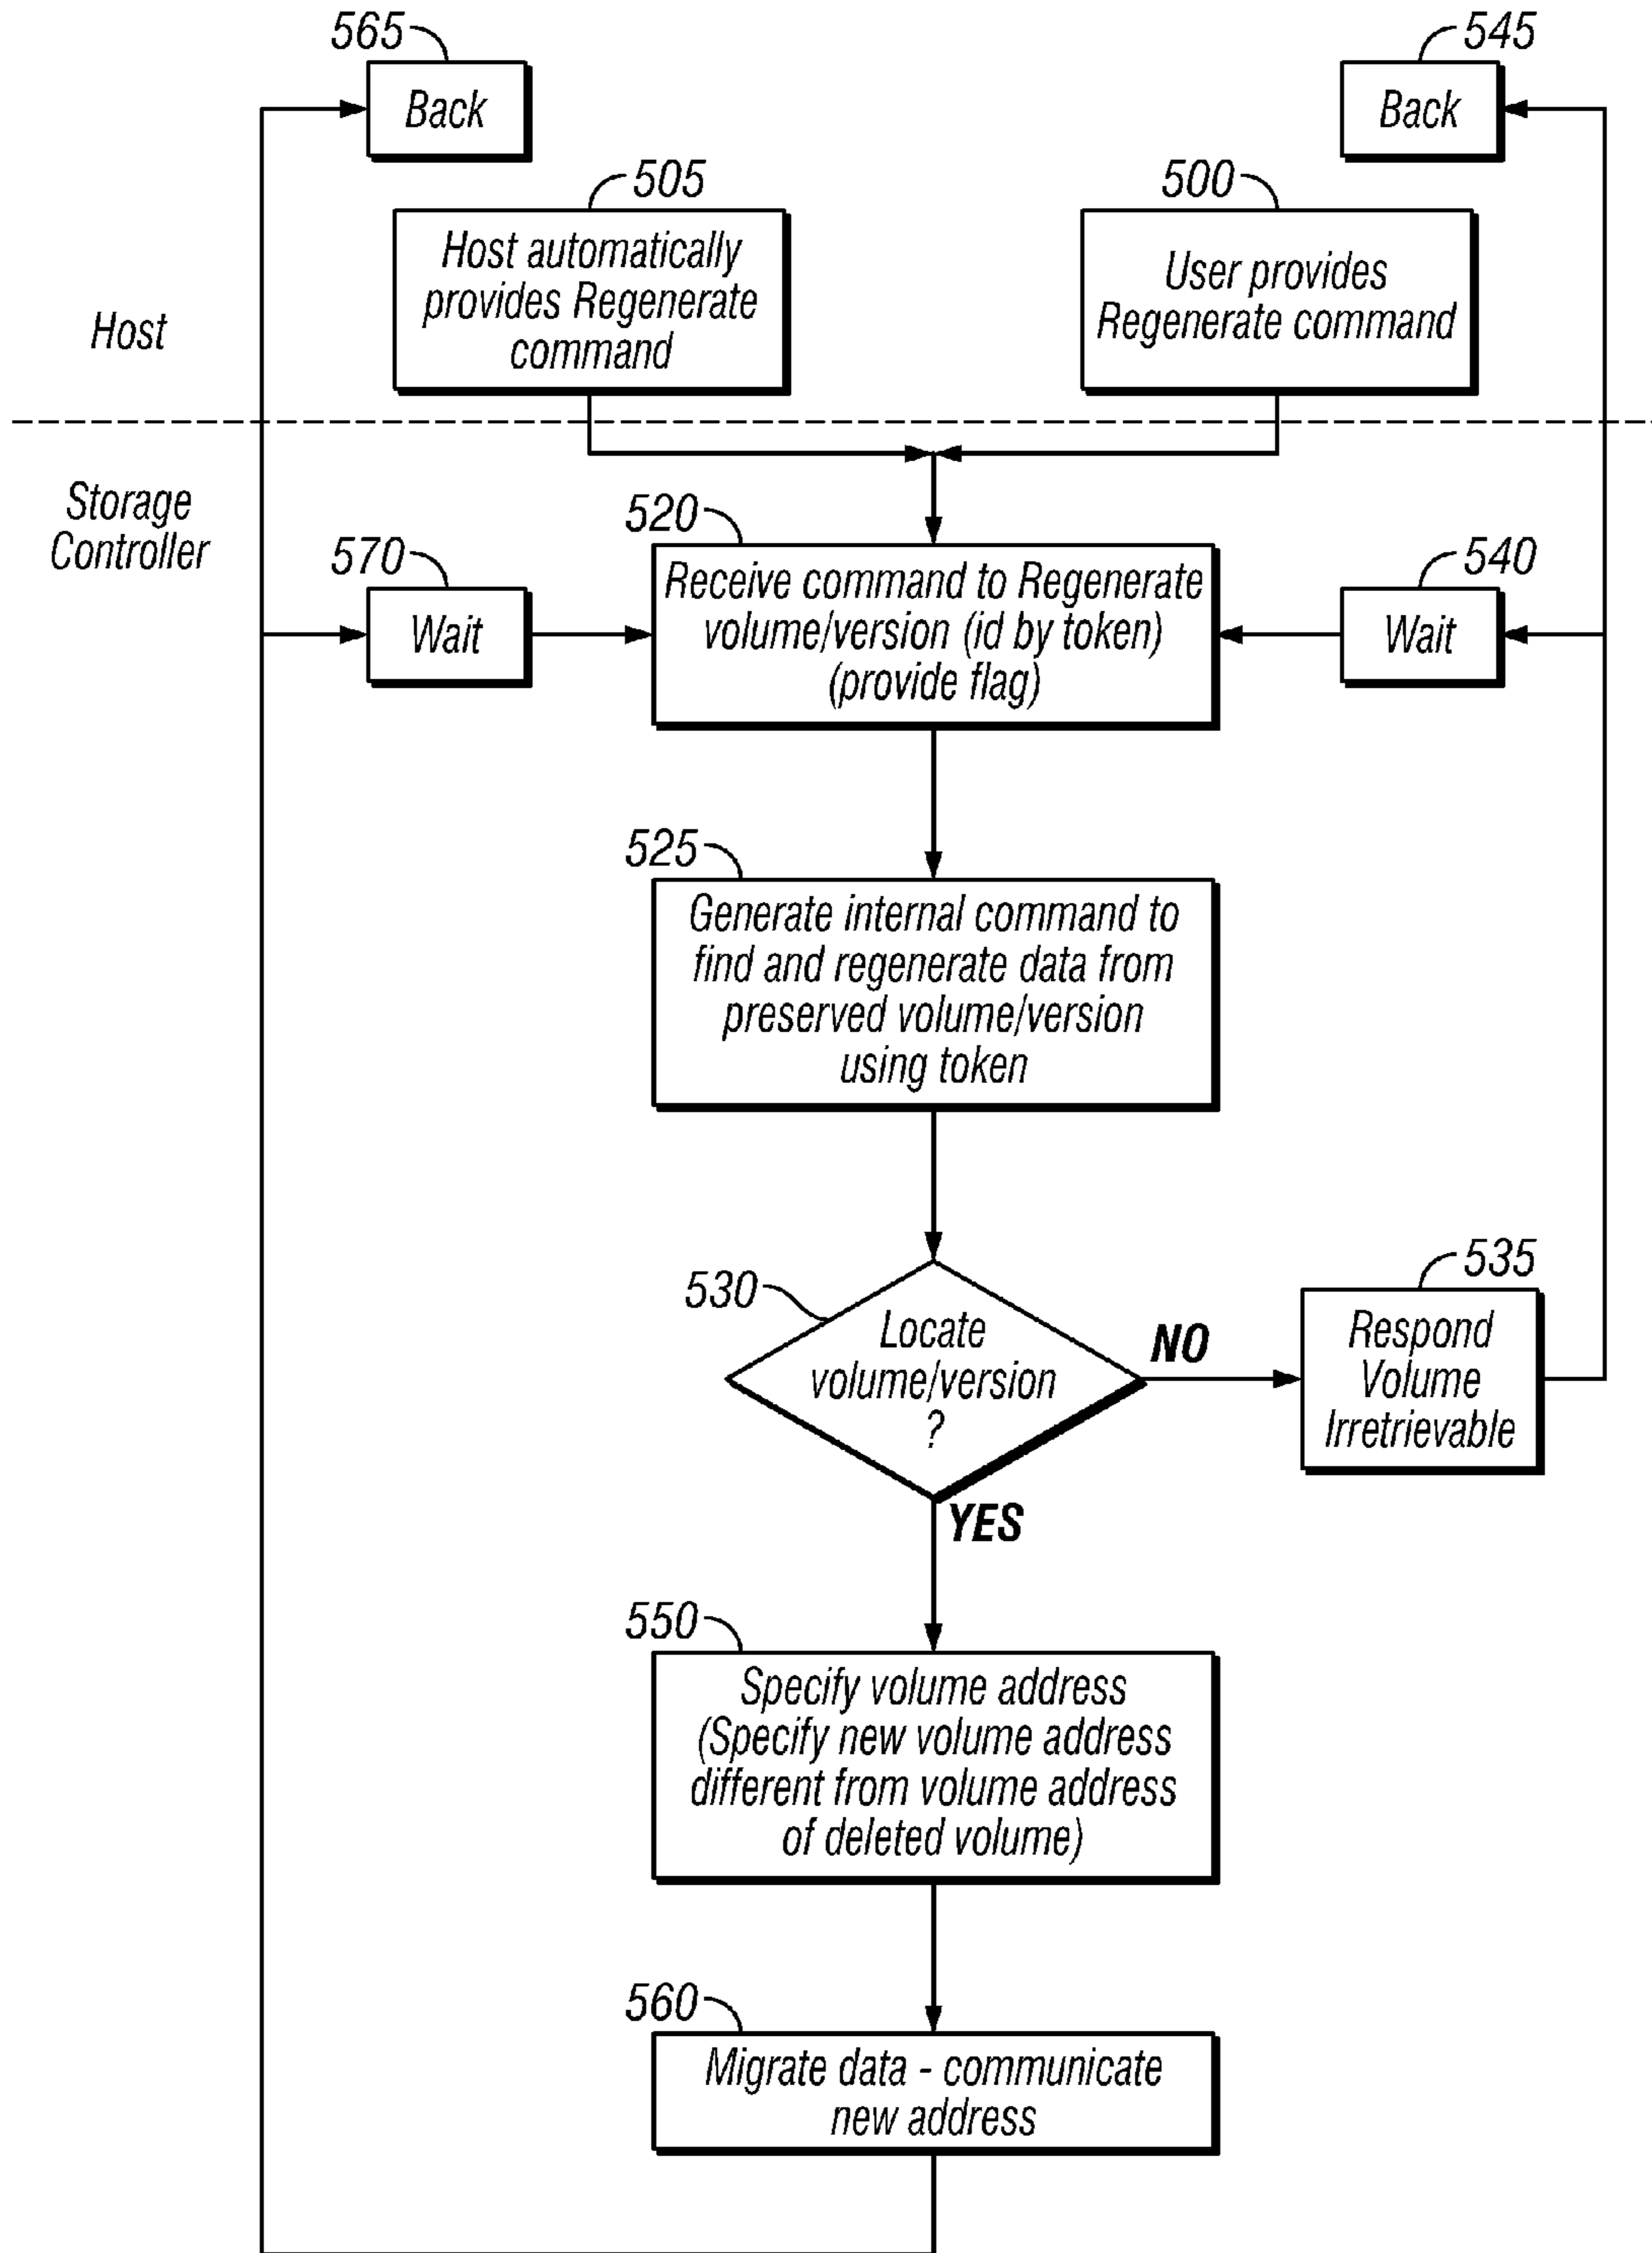 565
545
Back
Back
505
500
Host automatically
provides Regenerate
command
User provides
Regenerate command
Host
Storage
Controller
520
570
540
Receive command to Regenerate
volume/version (id by token)
(provide flag)
Wait
Wait
525
Generate internal command to
find and regenerate data from
preserved volume/version
using token
530
535
Locate
volume/version
?
NO
Respond
Volume
Irretrievable
YES
550
Specify volume address
(Specify new volume address
different from volume address
of deleted volume)
560
Migrate data - communicate
new address